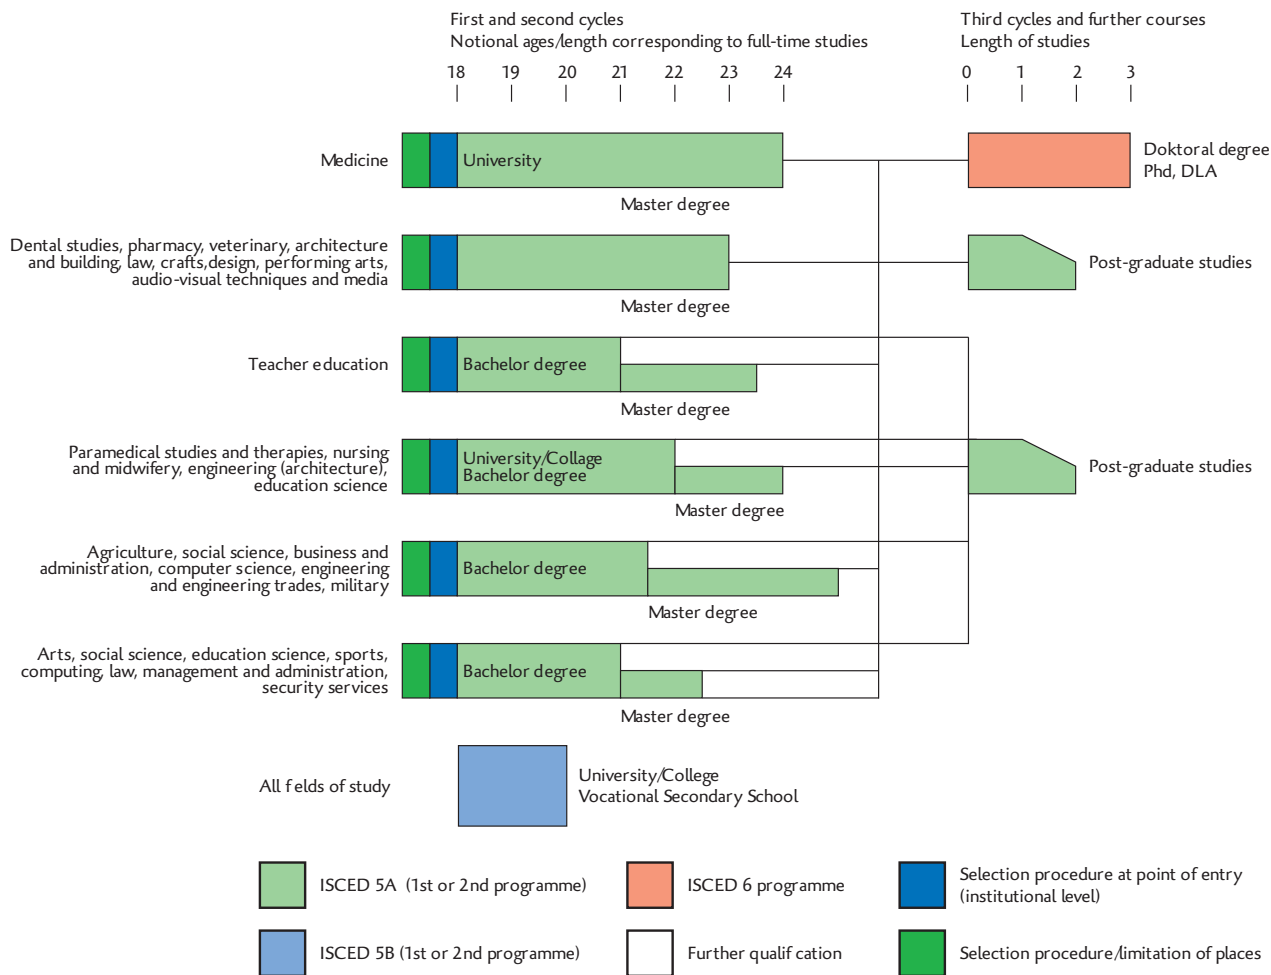 First and second cycles
Notional ages/length corresponding to full-time studies
Third cycles and further courses
Length of studies
18 19 20 21 22 23 24
0 1 2 3
Medicine
University
Master degree
Doktoral degree
Phd, DLA
Dental studies, pharmacy, veterinary, architecture
and building, law, crafts,design, performing arts,
audio-visual techniques and media
Master degree
Post-graduate studies
Teacher education
Bachelor degree
Master degree
Paramedical studies and therapies, nursing
and midwifery, engineering (architecture),
education science
University/Collage
Bachelor degree
Master degree
Post-graduate studies
Agriculture, social science, business and
administration, computer science, engineering
and engineering trades, military
Bachelor degree
Master degree
Arts, social science, education science, sports,
computing, law, management and administration,
security services
Bachelor degree
Master degree
All fields of study
University/College
Vocational Secondary School
ISCED 5A (1st or 2nd programme)
ISCED 6 programme
Selection procedure at point of entry
(institutional level)
ISCED 5B (1st or 2nd programme)
Further qualif cation
Selection procedure/limitation of places